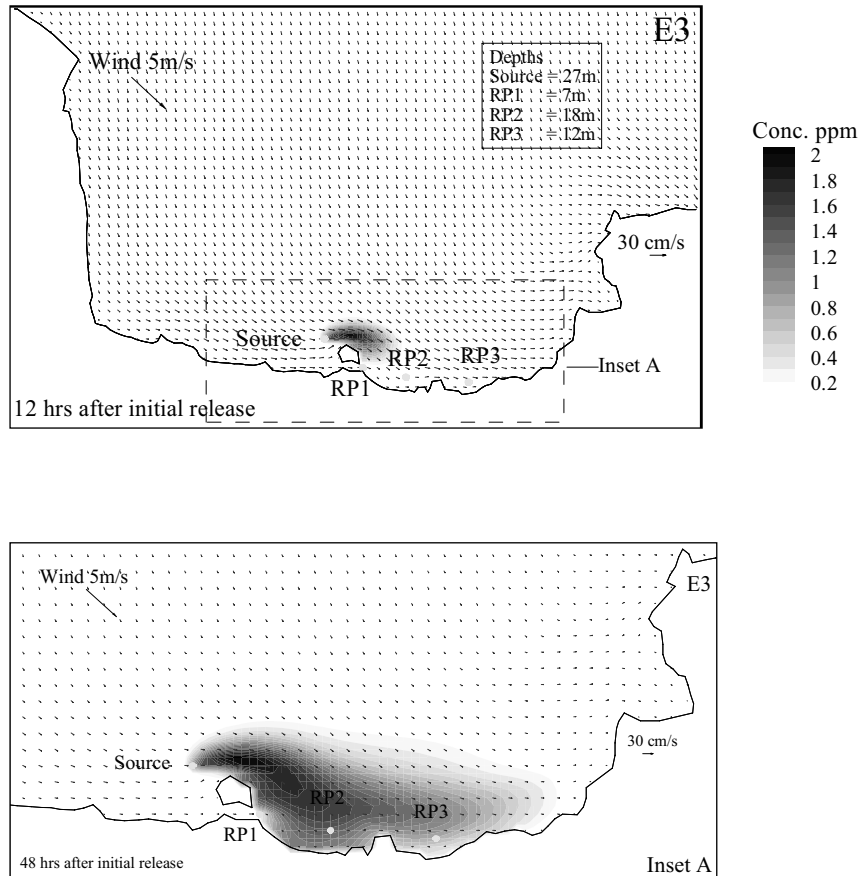 E3
Wind 5m/s
Depths
Source = 27m
RP1 = 7m
RP2 = 18m
RP3 = 12m
Conc. ppm
2
1.8
1.6
1.4
1.2
1
0.8
0.6
0.4
0.2
30 cm/s
Source
RP2
RP3
RP1
Inset A
12 hrs after initial release
Wind 5m/s
E3
30 cm/s
Source
RP2
RP3
RP1
48 hrs after initial release
Inset A